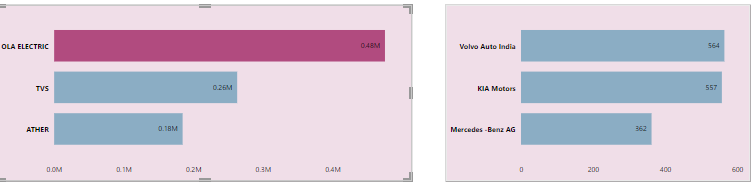 OLA ELECTRIC 0.48M
TVS 0.26M
ATHER 0.18M
0.0M 0.1M 0.2M 0.3M 0.4M
Volvo Auto India 564
KIA Motors 557
Mercedes -Benz AG 362
0 200 400 600